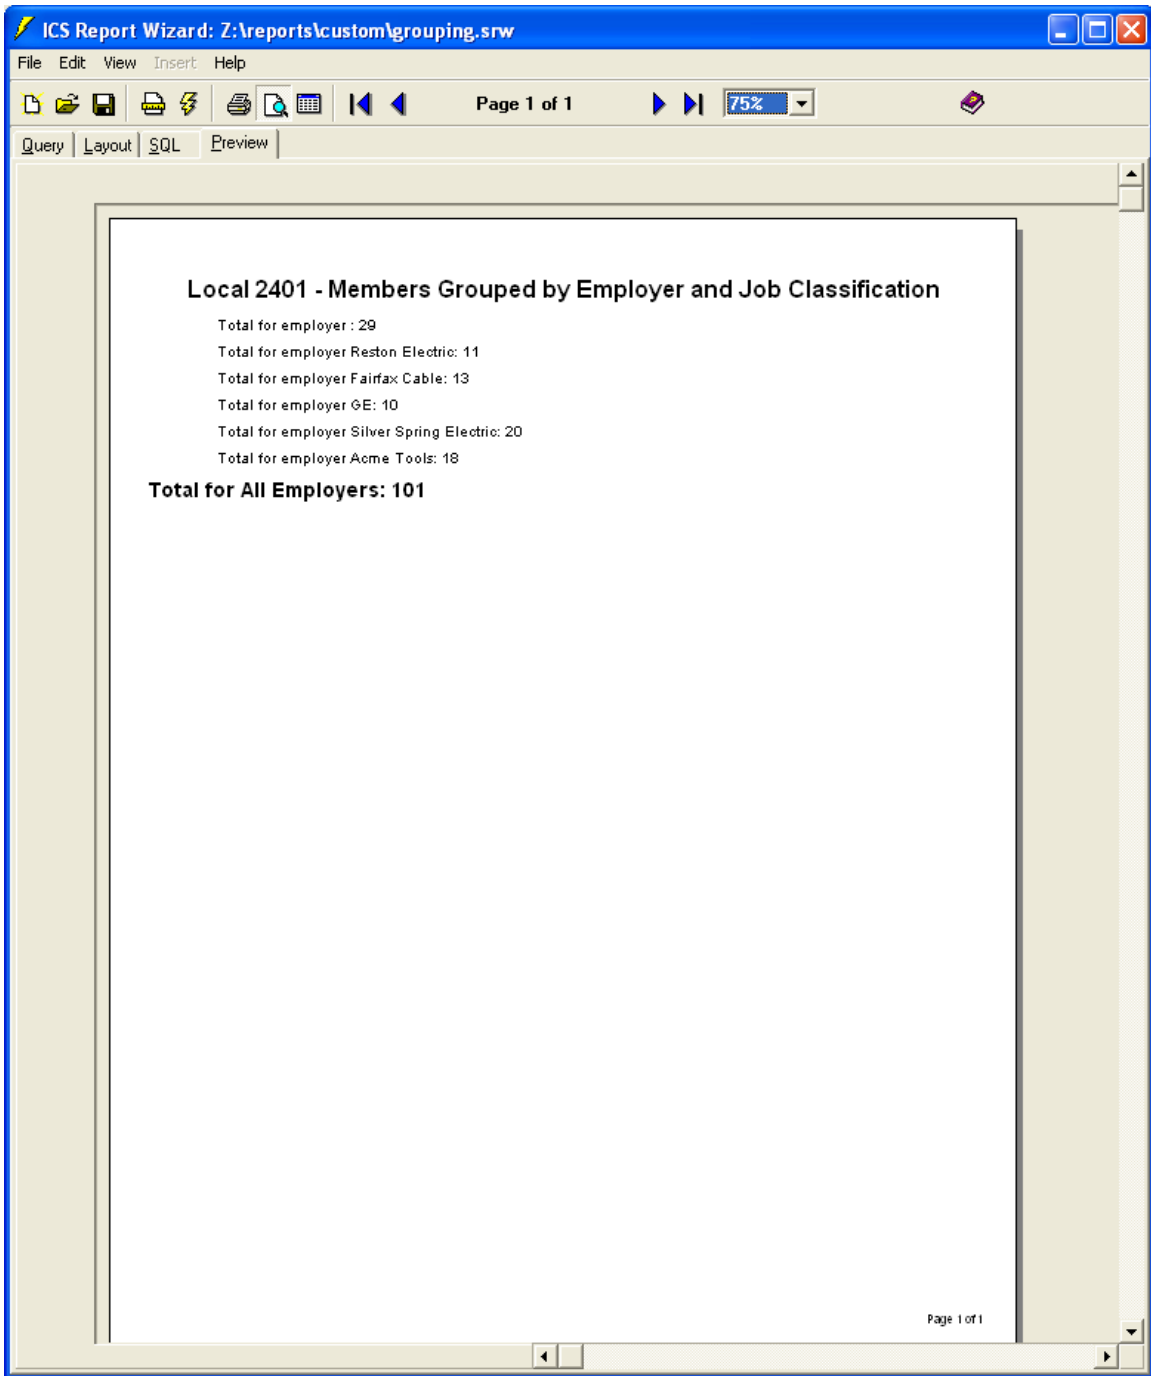 ICS Report Wizard: Z:\reports\custom\grouping.srw
File Edit View Insert Help
Page 1 of 1 75%
Query Layout SQL Preview
Local 2401 - Members Grouped by Employer and Job Classification
Total for employer : 29
Total for employer Reston Electric: 11
Total for employer Fairfax Cable: 13
Total for employer GE: 10
Total for employer Silver Spring Electric: 20
Total for employer Acme Tools: 18
Total for All Employers: 101
Page 1 of 1